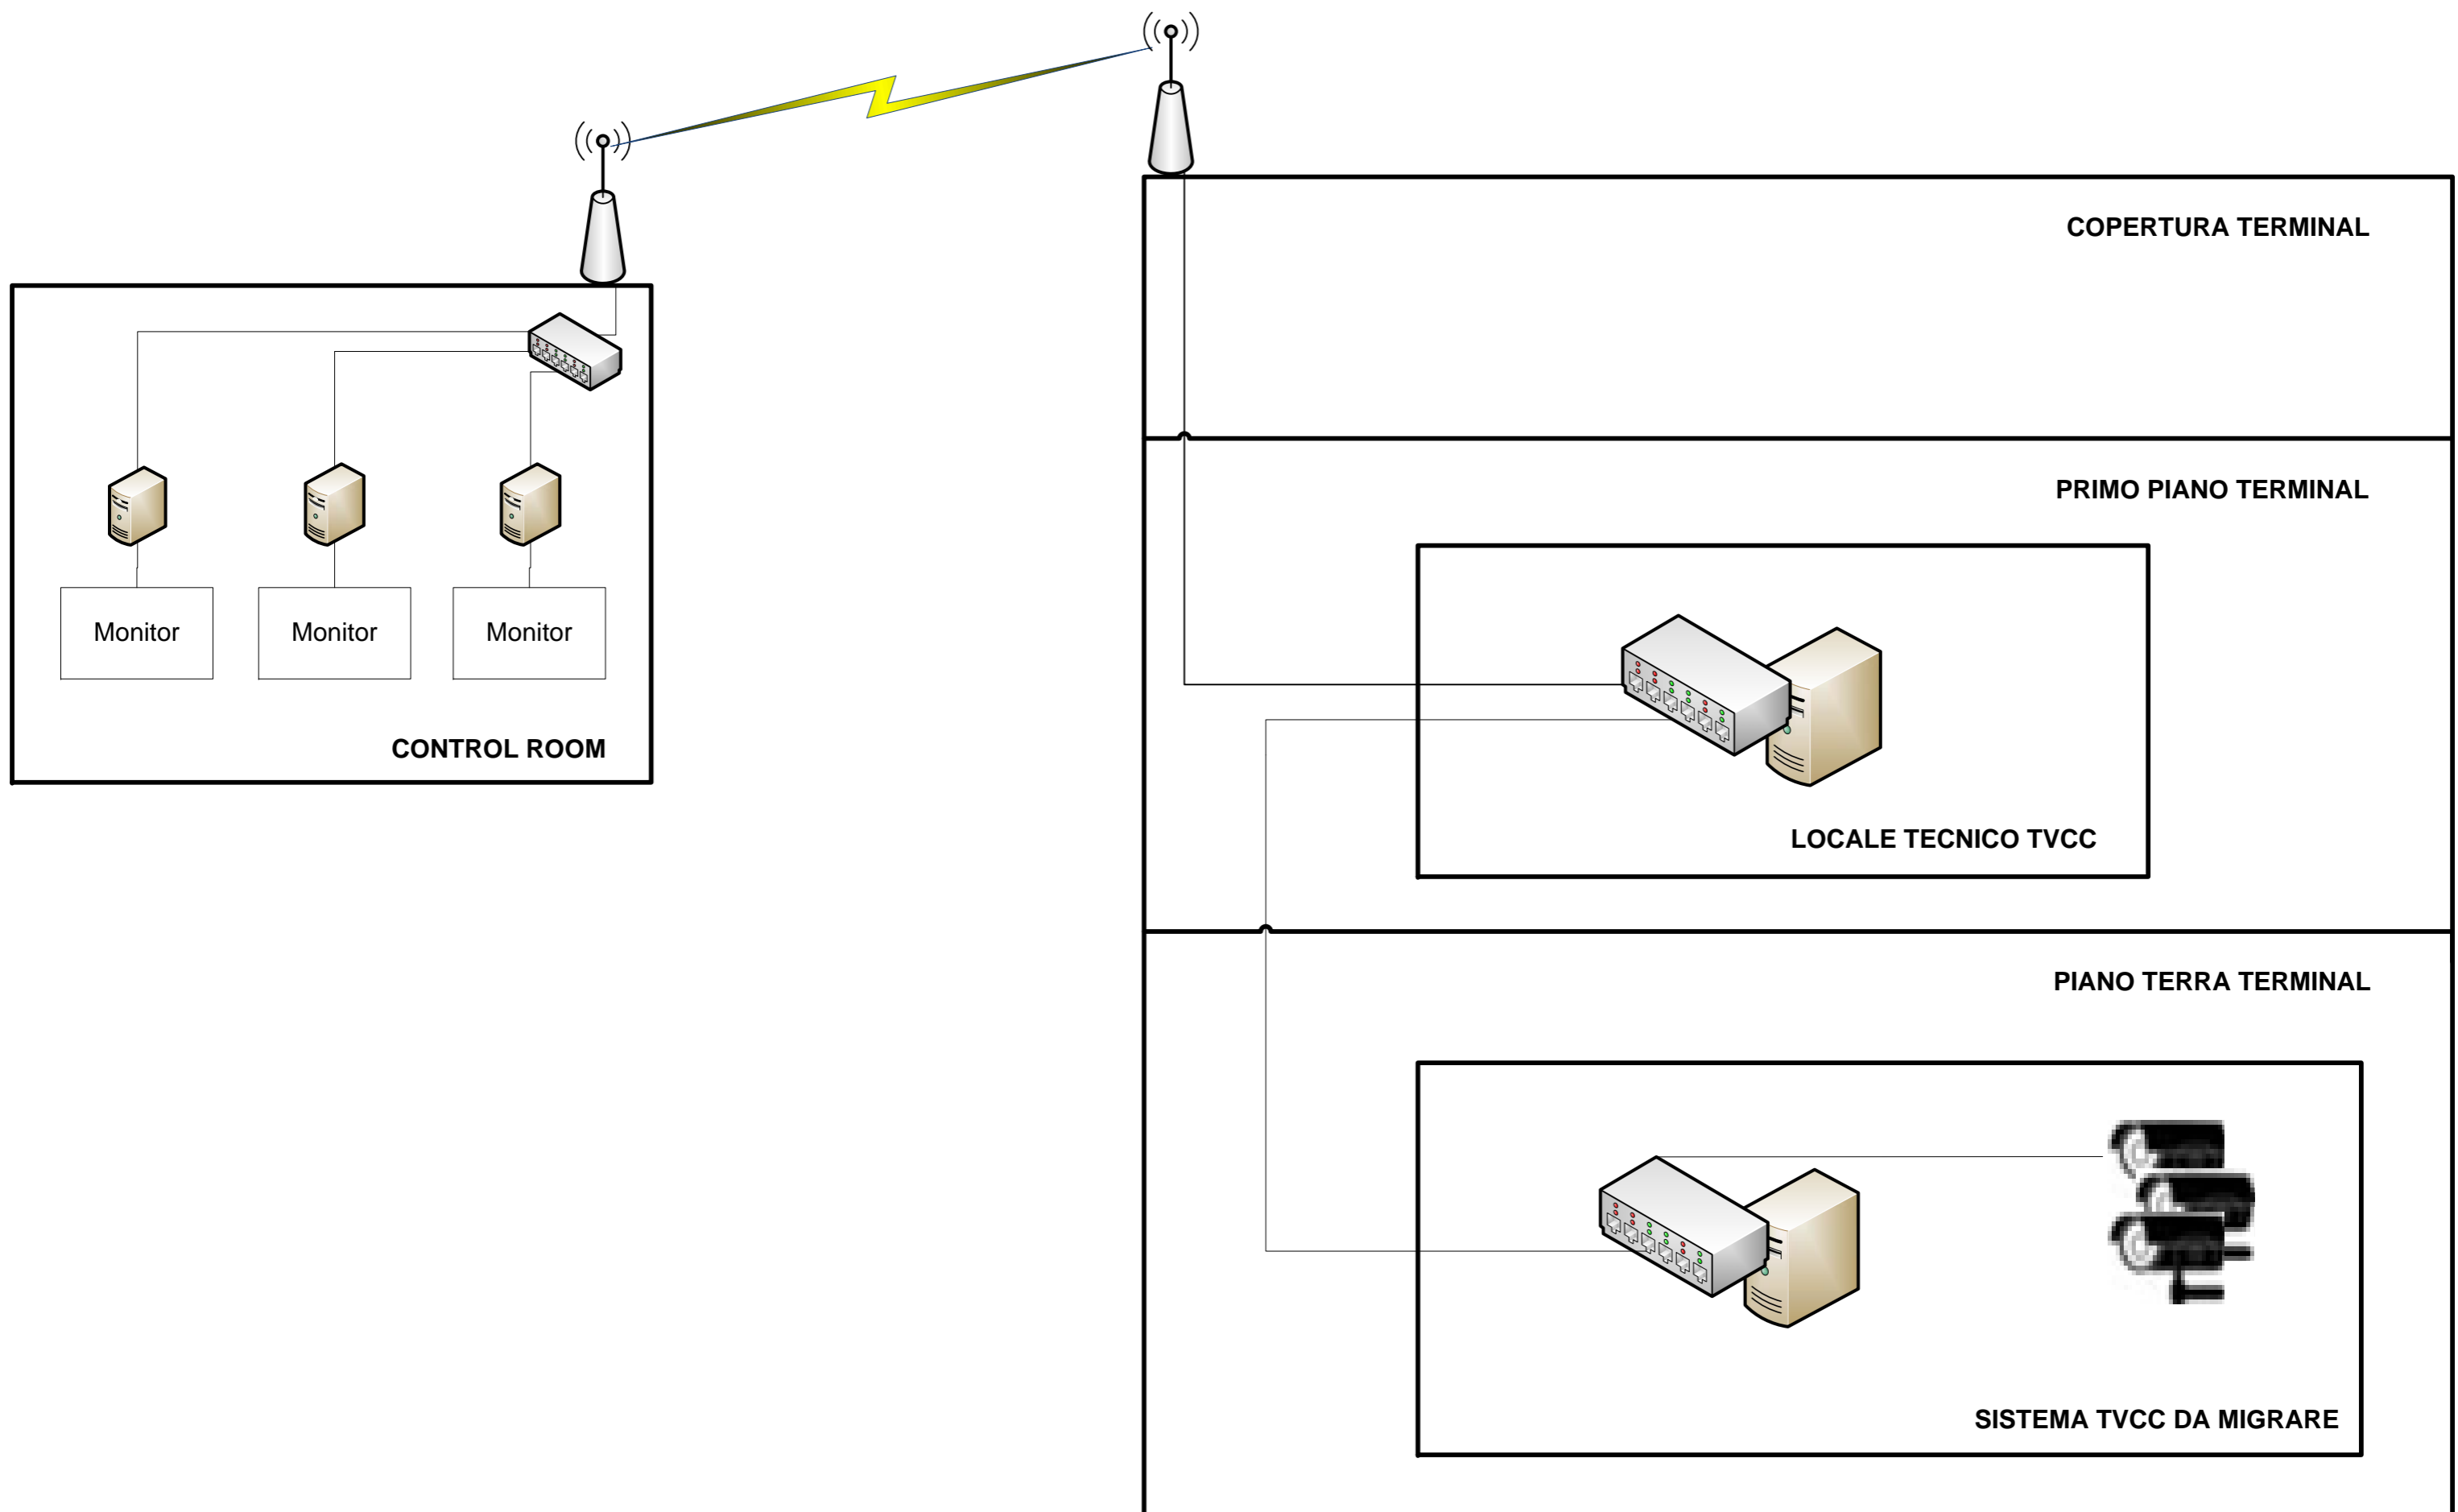 COPERTURA TERMINAL
PRIMO PIANO TERMINAL
Monitor
Monitor
Monitor
CONTROL ROOM
LOCALE TECNICO TVCC
PIANO TERRA TERMINAL
SISTEMA TVCC DA MIGRARE